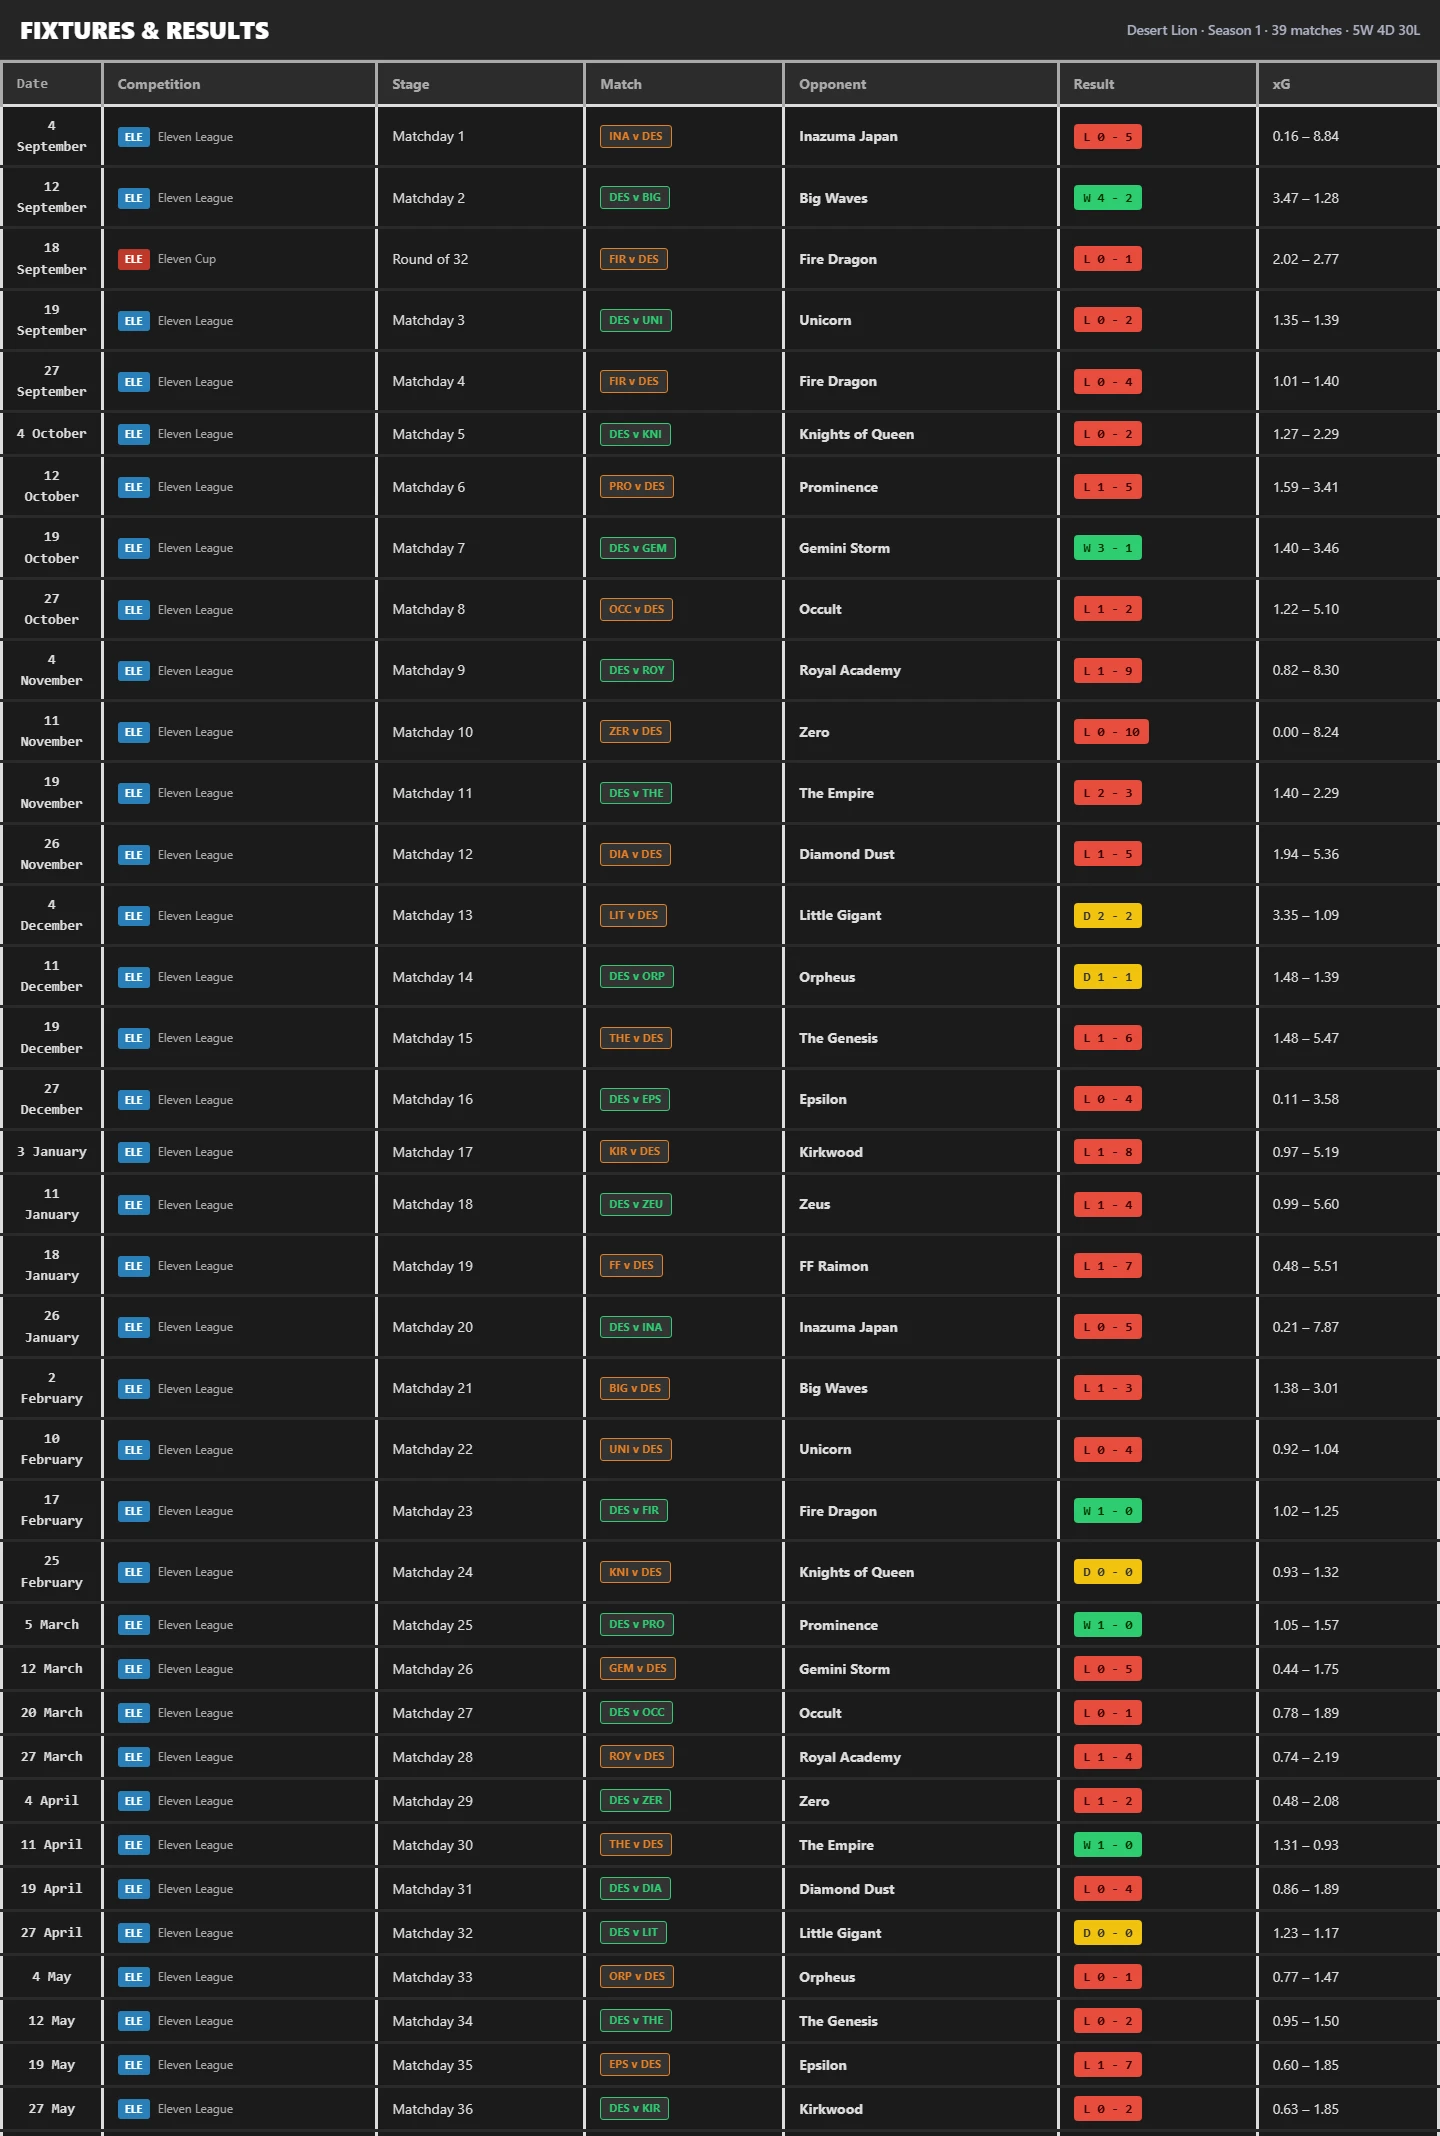 FIXTURES & RESULTS
Desert Lion · Season 1 · 39 matches · 5W 4D 30L
Date Competition Stage Match Opponent Result xG
4 September ELE Eleven League Matchday 1 INA v DES Inazuma Japan L 0 - 5 0.16 – 8.84
12 September ELE Eleven League Matchday 2 DES v BIG Big Waves W 4 - 2 3.47 – 1.28
18 September ELE Eleven Cup Round of 32 FIR v DES Fire Dragon L 0 - 1 2.02 – 2.77
19 September ELE Eleven League Matchday 3 DES v UNI Unicorn L 0 - 2 1.35 – 1.39
27 September ELE Eleven League Matchday 4 FIR v DES Fire Dragon L 0 - 4 1.01 – 1.40
4 October ELE Eleven League Matchday 5 DES v KNI Knights of Queen L 0 - 2 1.27 – 2.29
12 October ELE Eleven League Matchday 6 PRO v DES Prominence L 1 - 5 1.59 – 3.41
19 October ELE Eleven League Matchday 7 DES v GEM Gemini Storm W 3 - 1 1.40 – 3.46
27 October ELE Eleven League Matchday 8 OCC v DES Occult L 1 - 2 1.22 – 5.10
4 November ELE Eleven League Matchday 9 DES v ROY Royal Academy L 1 - 9 0.82 – 8.30
11 November ELE Eleven League Matchday 10 ZER v DES Zero L 0 - 10 0.00 – 8.24
19 November ELE Eleven League Matchday 11 DES v THE The Empire L 2 - 3 1.40 – 2.29
26 November ELE Eleven League Matchday 12 DIA v DES Diamond Dust L 1 - 5 1.94 – 5.36
4 December ELE Eleven League Matchday 13 LIT v DES Little Gigant D 2 - 2 3.35 – 1.09
11 December ELE Eleven League Matchday 14 DES v ORP Orpheus D 1 - 1 1.48 – 1.39
19 December ELE Eleven League Matchday 15 THE v DES The Genesis L 1 - 6 1.48 – 5.47
27 December ELE Eleven League Matchday 16 DES v EPS Epsilon L 0 - 4 0.11 – 3.58
3 January ELE Eleven League Matchday 17 KIR v DES Kirkwood L 1 - 8 0.97 – 5.19
11 January ELE Eleven League Matchday 18 DES v ZEU Zeus L 1 - 4 0.99 – 5.60
18 January ELE Eleven League Matchday 19 FF v DES FF Raimon L 1 - 7 0.48 – 5.51
26 January ELE Eleven League Matchday 20 DES v INA Inazuma Japan L 0 - 5 0.21 – 7.87
2 February ELE Eleven League Matchday 21 BIG v DES Big Waves L 1 - 3 1.38 – 3.01
10 February ELE Eleven League Matchday 22 UNI v DES Unicorn L 0 - 4 0.92 – 1.04
17 February ELE Eleven League Matchday 23 DES v FIR Fire Dragon W 1 - 0 1.02 – 1.25
25 February ELE Eleven League Matchday 24 KNI v DES Knights of Queen D 0 - 0 0.93 – 1.32
5 March ELE Eleven League Matchday 25 DES v PRO Prominence W 1 - 0 1.05 – 1.57
12 March ELE Eleven League Matchday 26 GEM v DES Gemini Storm L 0 - 5 0.44 – 1.75
20 March ELE Eleven League Matchday 27 DES v OCC Occult L 0 - 1 0.78 – 1.89
27 March ELE Eleven League Matchday 28 ROY v DES Royal Academy L 1 - 4 0.74 – 2.19
4 April ELE Eleven League Matchday 29 DES v ZER Zero L 1 - 2 0.48 – 2.08
11 April ELE Eleven League Matchday 30 THE v DES The Empire W 1 - 0 1.31 – 0.93
19 April ELE Eleven League Matchday 31 DES v DIA Diamond Dust L 0 - 4 0.86 – 1.89
27 April ELE Eleven League Matchday 32 DES v LIT Little Gigant D 0 - 0 1.23 – 1.17
4 May ELE Eleven League Matchday 33 ORP v DES Orpheus L 0 - 1 0.77 – 1.47
12 May ELE Eleven League Matchday 34 DES v THE The Genesis L 0 - 2 0.95 – 1.50
19 May ELE Eleven League Matchday 35 EPS v DES Epsilon L 1 - 7 0.60 – 1.85
27 May ELE Eleven League Matchday 36 DES v KIR Kirkwood L 0 - 2 0.63 – 1.85